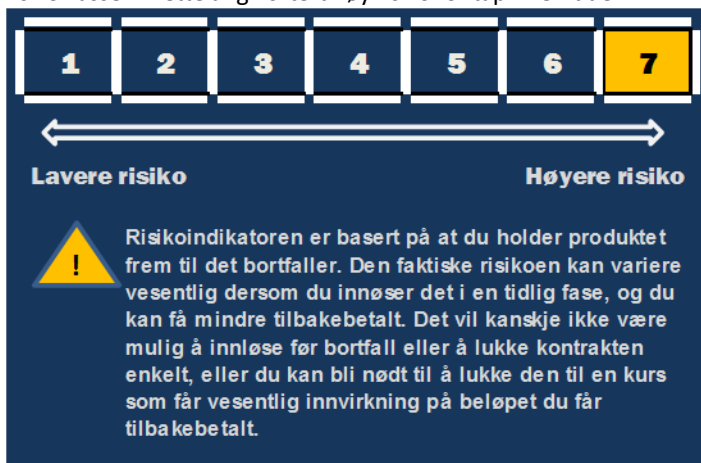 1 2 3 4 5 6 7
Lavere risiko Høyere risiko
!
Risikoindikatoren er basert på at du holder produktet
frem til det bortfaller. Den faktiske risikoen kan variere
vesentlig dersom du innøser det i en tidlig fase, og du
kan få mindre tilbakebetalt. Det vil kanskje ikke være
mulig å innløse før bortfall eller å lukke kontrakten
enkelt, eller du kan bli nødt til å lukke den til en kurs
som får vesentlig innvirkning på beløpet du får
tilbakebetalt.